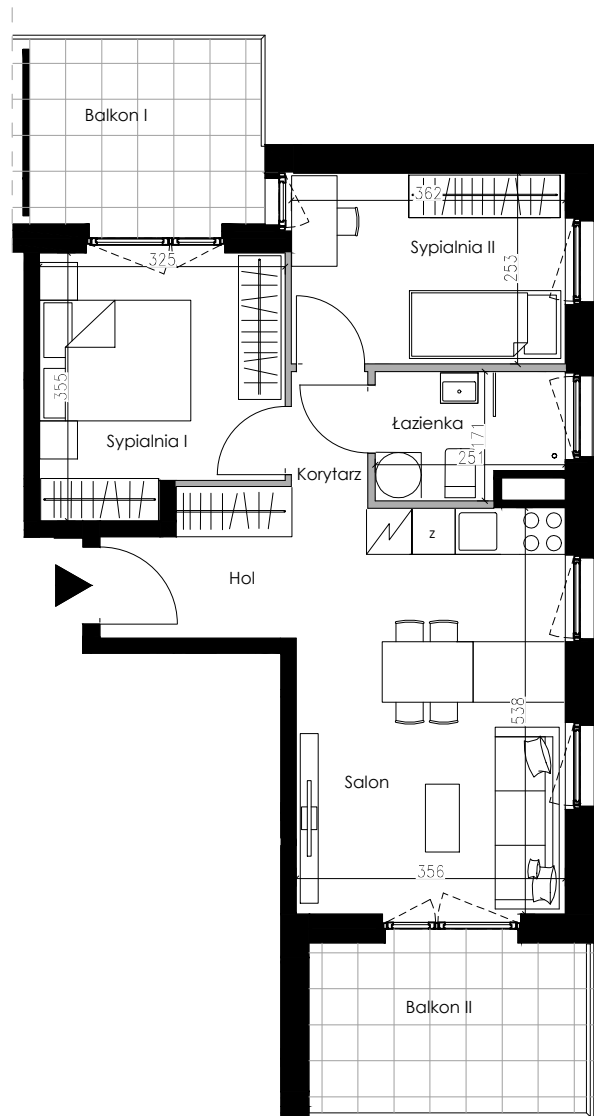 Balkon I
362
Sypialnia II
325
253
355
Łazienka
171
Sypialnia I
251
Korytarz
z
Hol
538
Salon
356
Balkon II